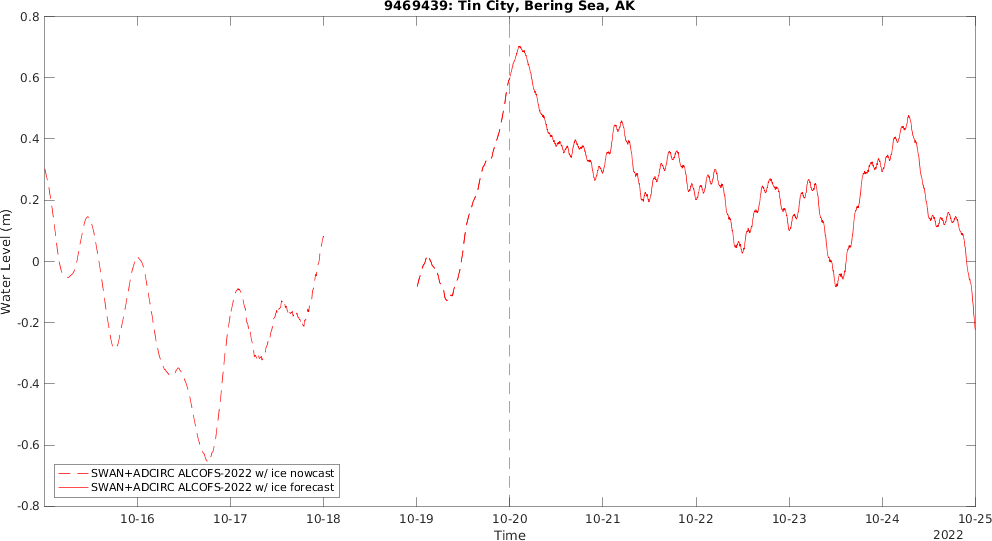 9469439: Tin City, Bering Sea, AK
0.8
0.6
0.4
0.2
0
-0.2
-0.4
-0.6
-0.8
Water Level (m)
SWAN+ADCIRC ALCOFS-2022 w/ ice nowcast
SWAN+ADCIRC ALCOFS-2022 w/ ice forecast
10-16 10-17 10-18 10-19 10-20 10-21 10-22 10-23 10-24 10-25
Time
2022